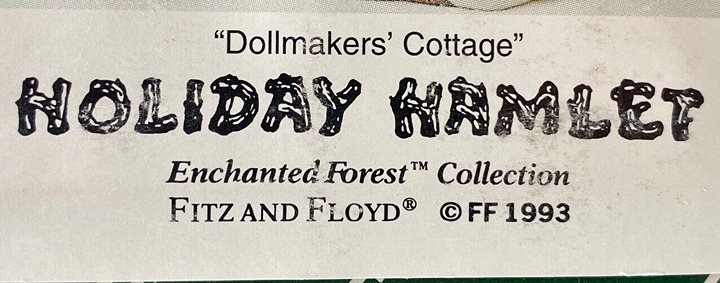 “Dollmakers’ Cottage”
HOLIDAY HAMLET
Enchanted Forest™ Collection
FITZ AND FLOYD® © FF 1993